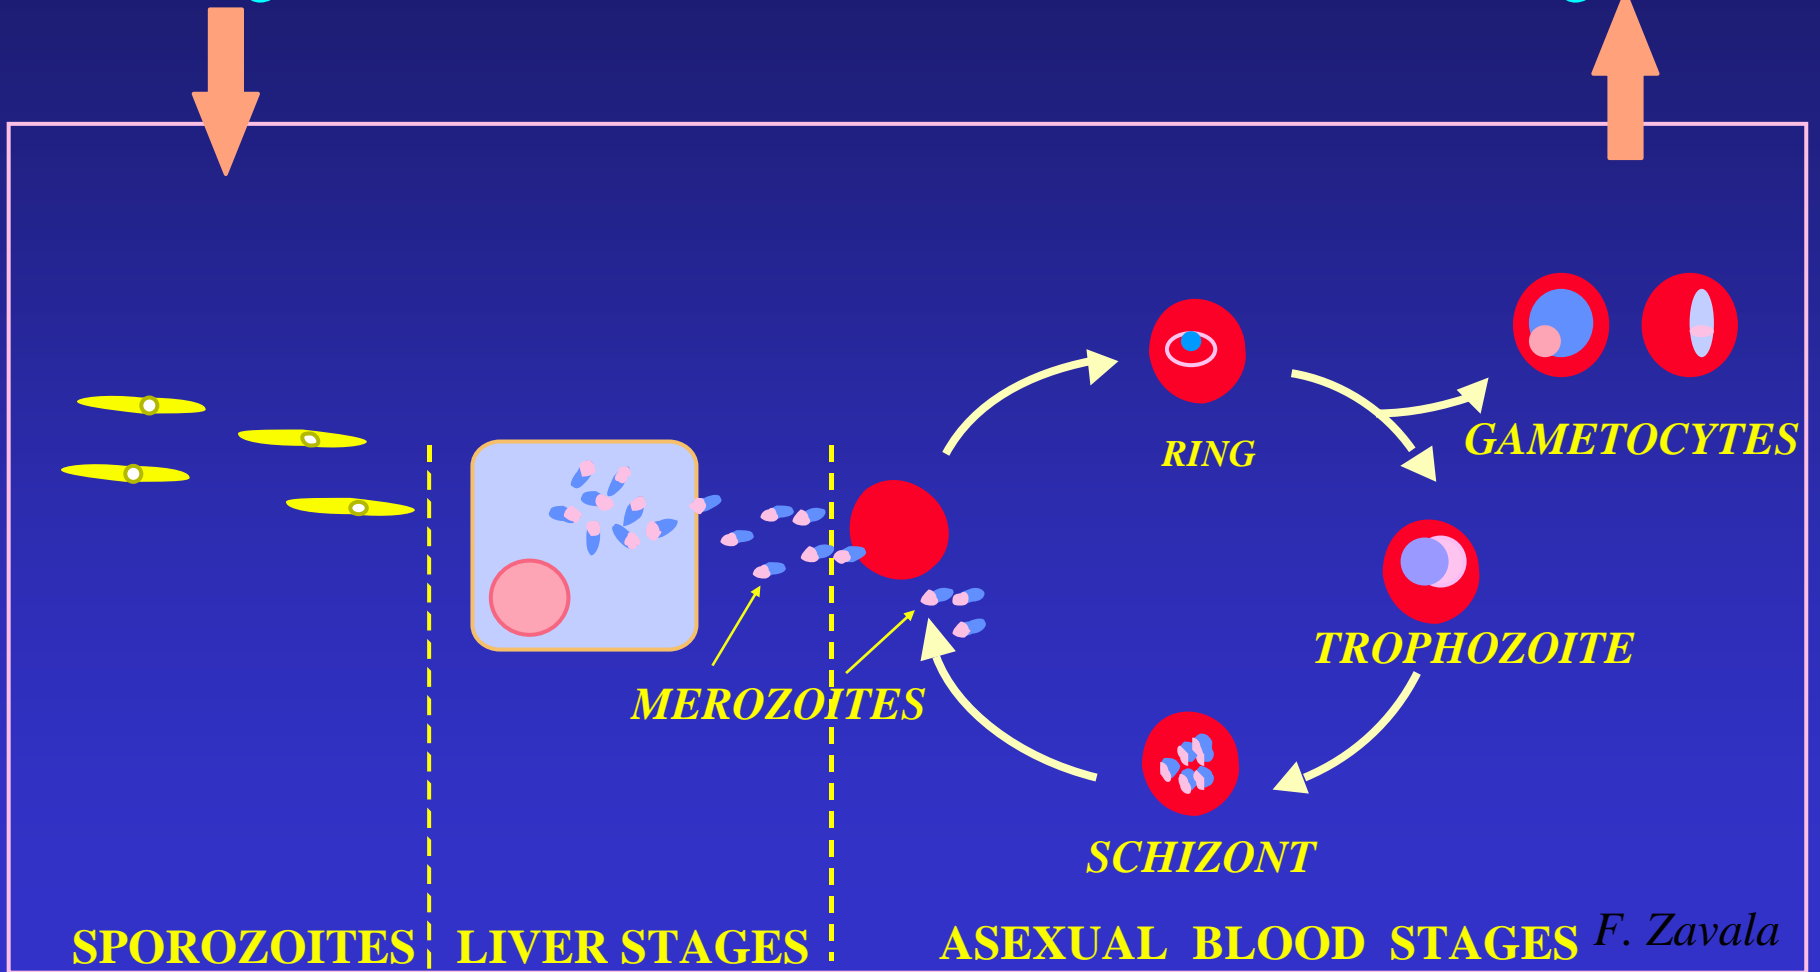 RING
GAMETOCYTES
TROPHOZOITE
MEROZOITES
SCHIZONT
SPOROZOITES
LIVER STAGES
ASEXUAL BLOOD STAGES
F. Zavala